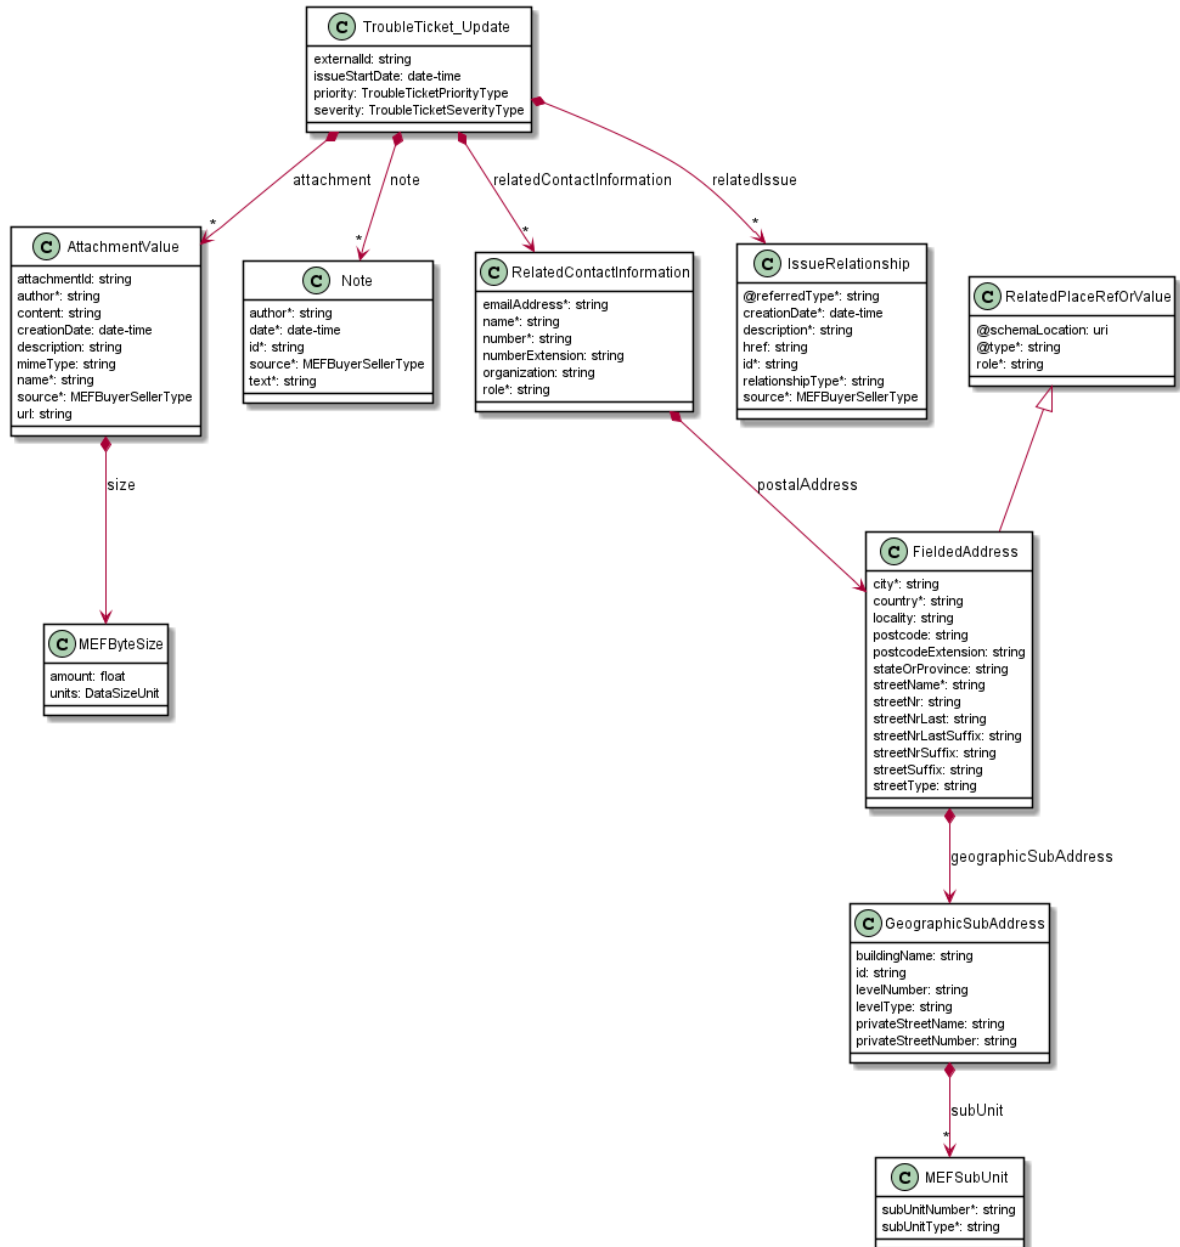 C TroubleTicket_Update
externalId: string
issueStartDate: date-time
priority: TroubleTicketPriorityType
severity: TroubleTicketSeverityType
attachment
note
relatedContactInformation
relatedIssue
*
*
*
*
C AttachmentValue
attachmentId: string
author*: string
content: string
creationDate: date-time
description: string
mimeType: string
name*: string
source*: MEFBuyerSellerType
url: string
C Note
author*: string
date*: date-time
id*: string
source*: MEFBuyerSellerType
text*: string
C RelatedContactInformation
emailAddress*: string
name*: string
number*: string
numberExtension: string
organization: string
role*: string
C IssueRelationship
@referredType*: string
creationDate*: date-time
description*: string
href: string
id*: string
relationshipType*: string
source*: MEFBuyerSellerType
C RelatedPlaceRefOrValue
@schemaLocation: uri
@type*: string
role*: string
size
postalAddress
C MEFByteSize
amount: float
units: DataSizeUnit
C FieldedAddress
city*: string
country*: string
locality: string
postcode: string
postcodeExtension: string
stateOrProvince: string
streetName*: string
streetNr: string
streetNrLast: string
streetNrLastSuffix: string
streetNrSuffix: string
streetSuffix: string
streetType: string
geographicSubAddress
C GeographicSubAddress
buildingName: string
id: string
levelNumber: string
levelType: string
privateStreetName: string
privateStreetNumber: string
subUnit
*
C MEFSubUnit
subUnitNumber*: string
subUnitType*: string